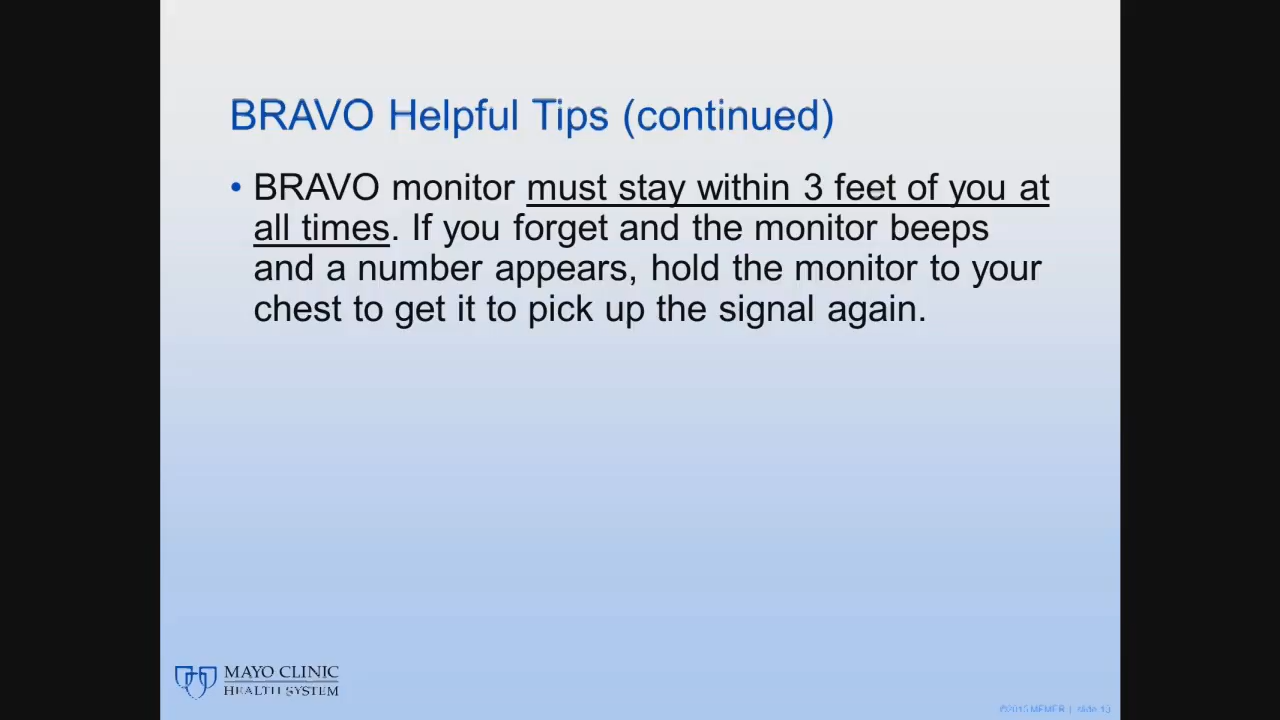 BRAVO Helpful Tips (continued)
• BRAVO monitor must stay within 3 feet of you at
all times. If you forget and the monitor beeps
and a number appears, hold the monitor to your
chest to get it to pick up the signal again.
MAYO CLINIC
HEALTH SYSTEM
slide 13